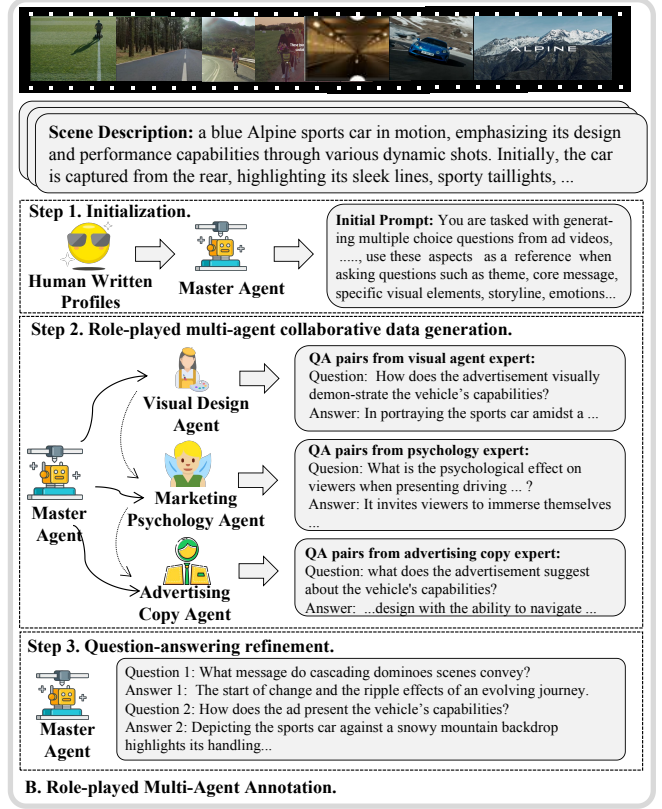 ALPINE
Scene Description: a blue Alpine sports car in motion, emphasizing its design
and performance capabilities through various dynamic shots. Initially, the car
is captured from the rear, highlighting its sleek lines, sporty taillights, ...
Step 1. Initialization.
Human Written
Profiles
Master Agent
Initial Prompt: You are tasked with generat-
ing multiple choice questions from ad videos,
....., use these aspects as a reference when
asking questions such as theme, core message,
specific visual elements, storyline, emotions...
Step 2. Role-played multi-agent collaborative data generation.
Master
Agent
Visual Design
Agent
QA pairs from visual agent expert:
Question: How does the advertisement visually
demon-strate the vehicle's capabilities?
Answer: In portraying the sports car amidst a ...
Marketing
Psychology Agent
QA pairs from psychology expert:
Quesion: What is the psychological effect on
viewers when presenting driving ... ?
Answer: It invites viewers to immerse themselves
...
Advertising
Copy Agent
QA pairs from advertising copy expert:
Question: what does the advertisement suggest
about the vehicle's capabilities?
Answer: ...design with the ability to navigate ...
Step 3. Question-answering refinement.
Master
Agent
Question 1: What message do cascading dominoes scenes convey?
Answer 1: The start of change and the ripple effects of an evolving journey.
Question 2: How does the ad present the vehicle's capabilities?
Answer 2: Depicting the sports car against a snowy mountain backdrop
highlights its handling...
B. Role-played Multi-Agent Annotation.